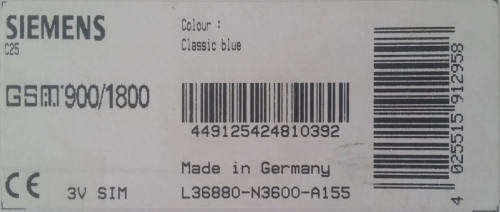 SIEMENS
C25
GSM 900/1800
CE
3V SIM
Colour :
Classic blue
449125424810392
Made in Germany
L36880-N3600-A155
4 025515 912958